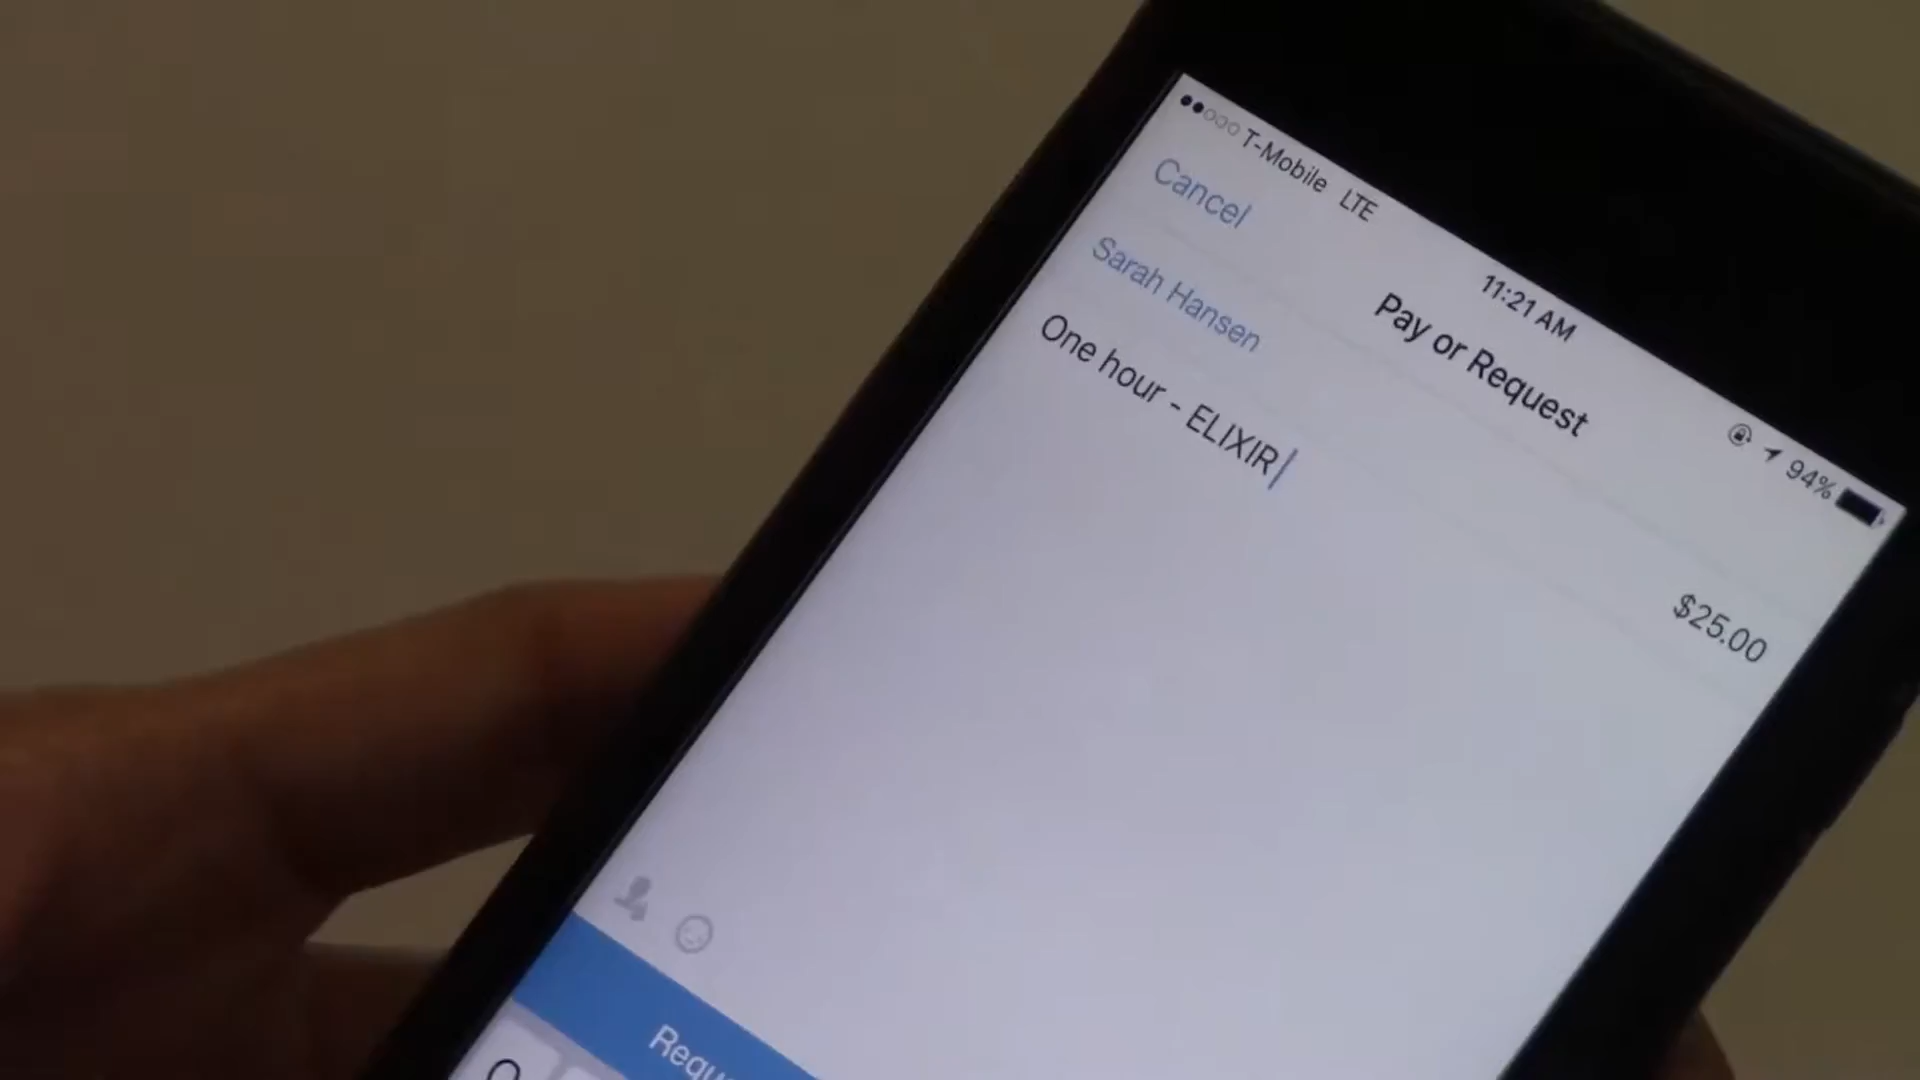 T-Mobile LTE 11:21 AM 94%
Cancel Pay or Request
Sarah Hansen $25.00
One hour - ELIXIR
Q